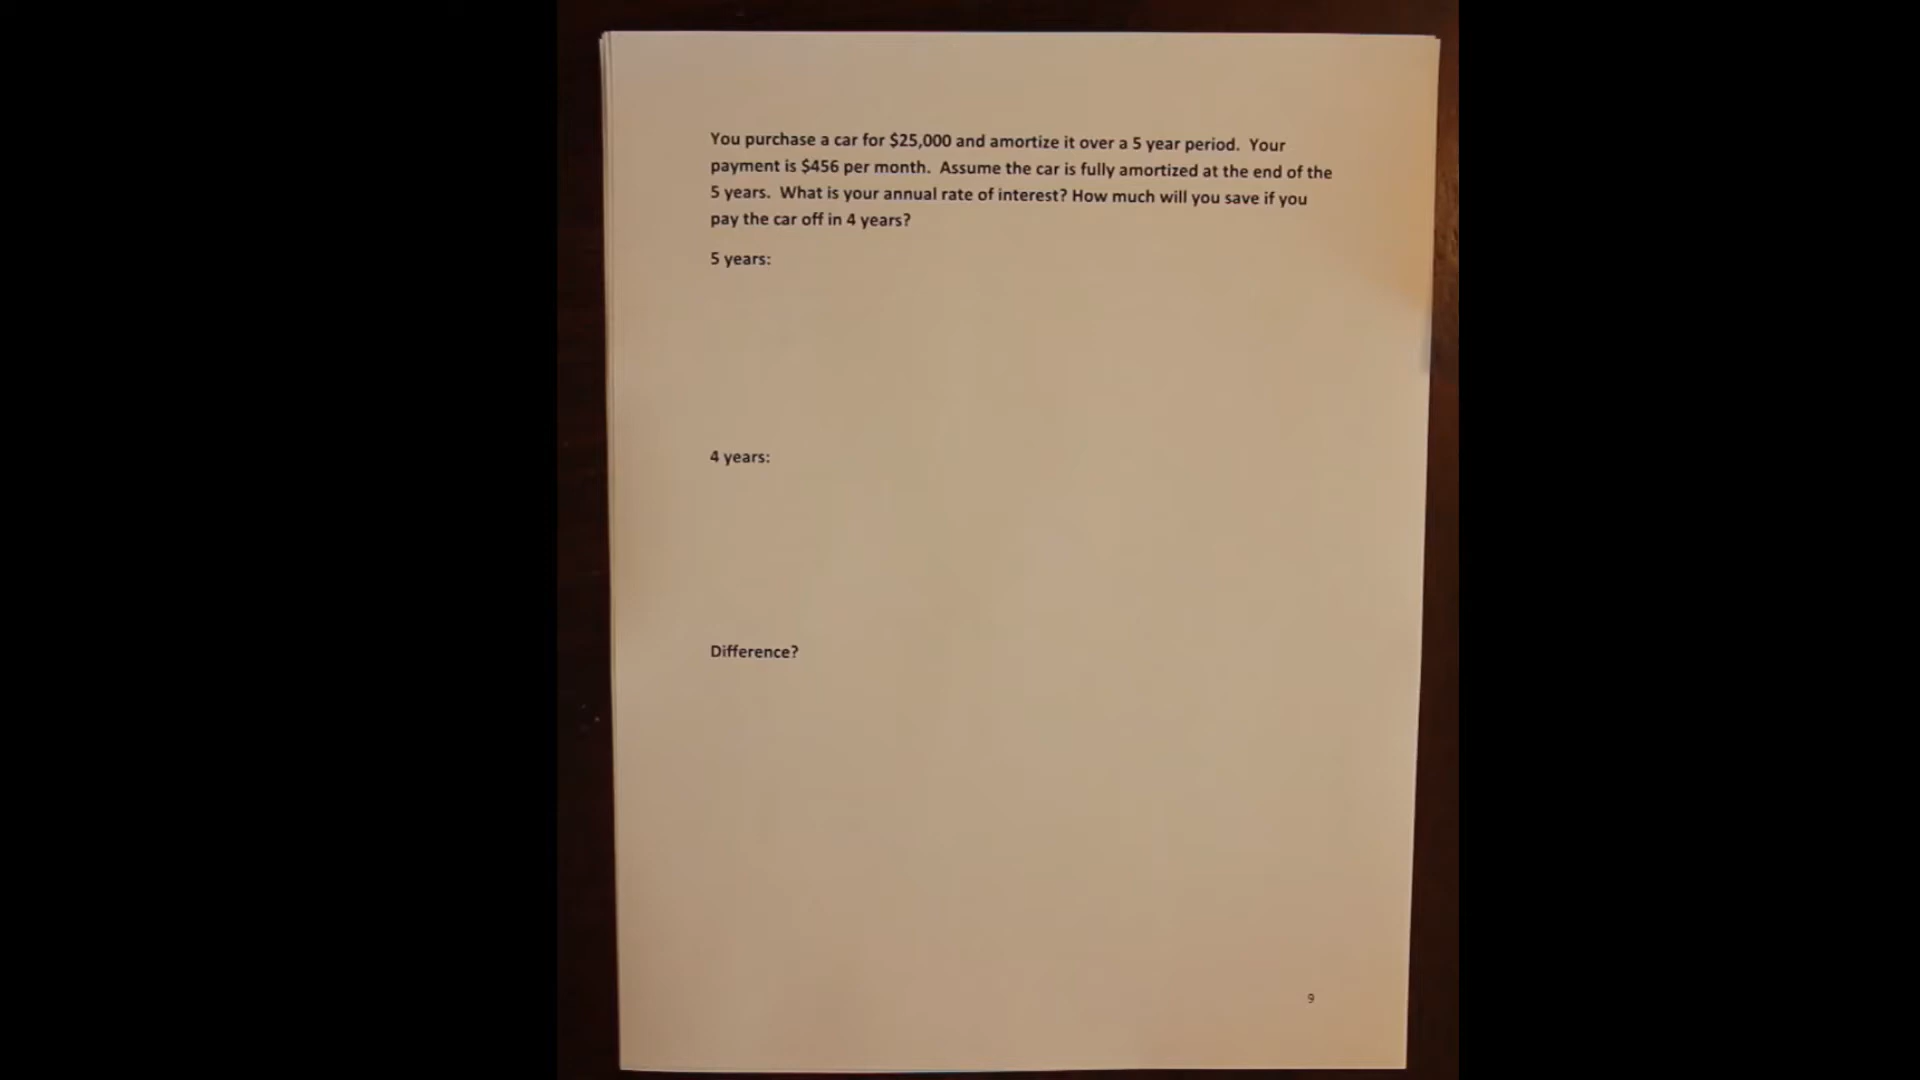 You purchase a car for $25,000 and amortize it over a 5 year period.  Your
payment is $456 per month.  Assume the car is fully amortized at the end of the
5 years.  What is your annual rate of interest? How much will you save if you
pay the car off in 4 years?
5 years:
4 years:
Difference?
9